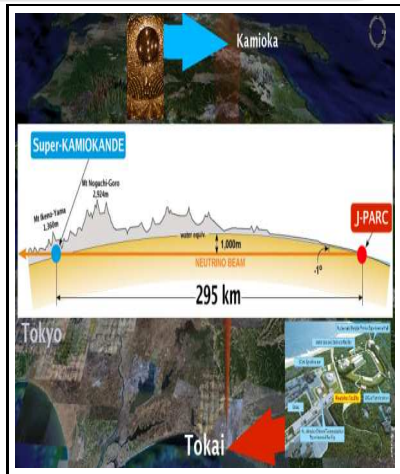 Kamioka
Super-KAMIOKANDE
Mt Noguchi-Goro
2,924m
Mt Ikeno-Yama
1,360m
J-PARC
water equiv.
1,000m
NEUTRINO BEAM
-1°
295 km
Tokyo
Tokai